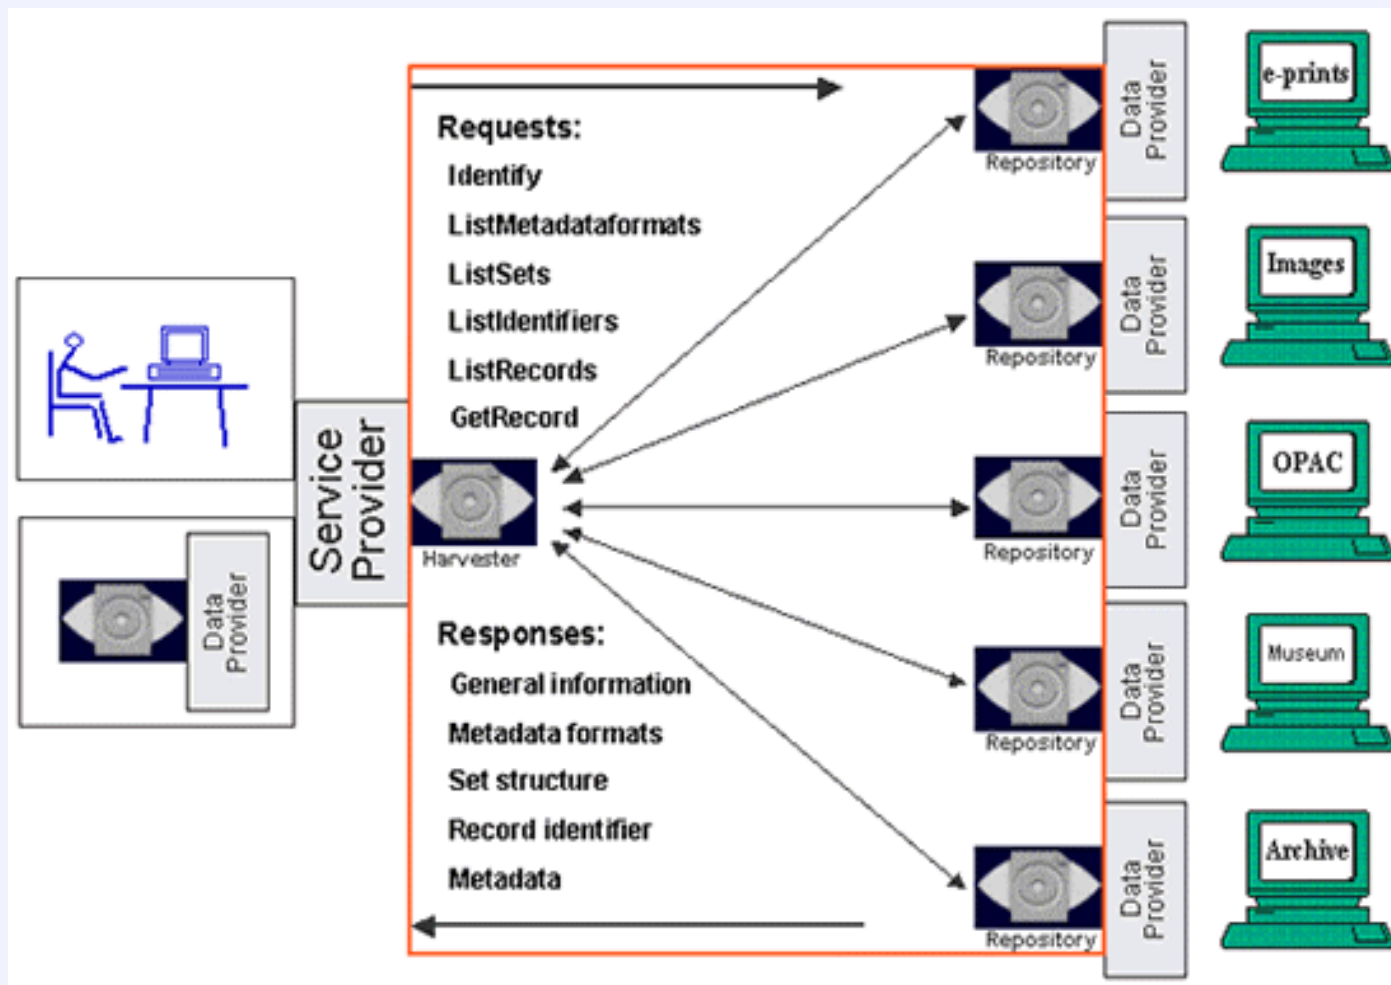 Requests:
Identify
ListMetadataformats
ListSets
ListIdentifiers
ListRecords
GetRecord
Service
Provider
Harvester
Data
Provider
Responses:
General information
Metadata formats
Set structure
Record identifier
Metadata
Repository
Data
Provider
e-prints
Repository
Data
Provider
Images
Repository
Data
Provider
OPAC
Repository
Data
Provider
Museum
Repository
Data
Provider
Archive